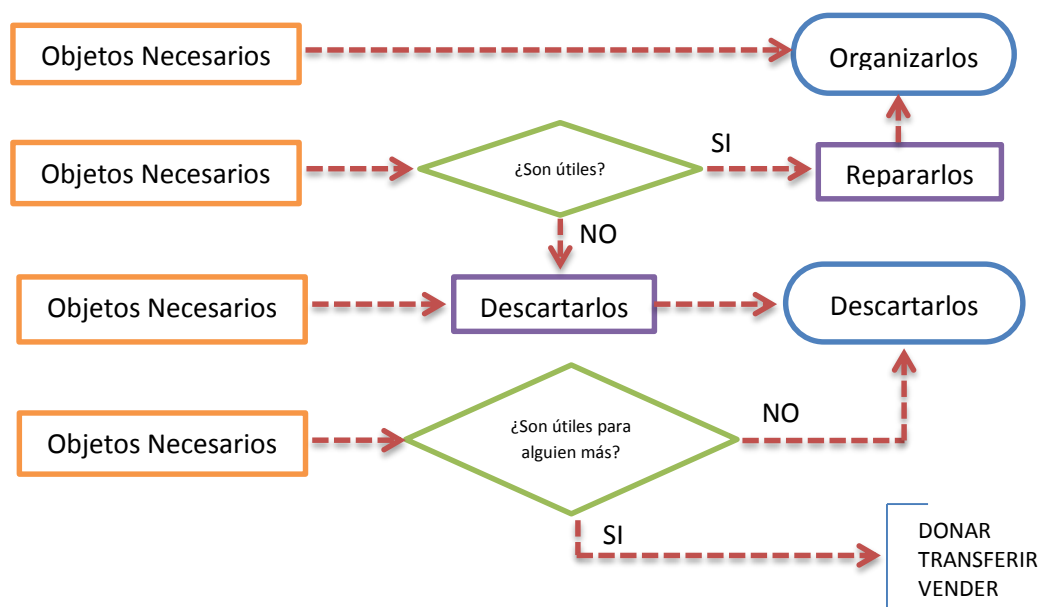 Objetos Necesarios
Organizarlos
Objetos Necesarios
¿Son útiles?
SI
Repararlos
NO
Objetos Necesarios
Descartarlos
Descartarlos
Objetos Necesarios
¿Son útiles para
alguien más?
NO
SI
DONAR
TRANSFERIR
VENDER